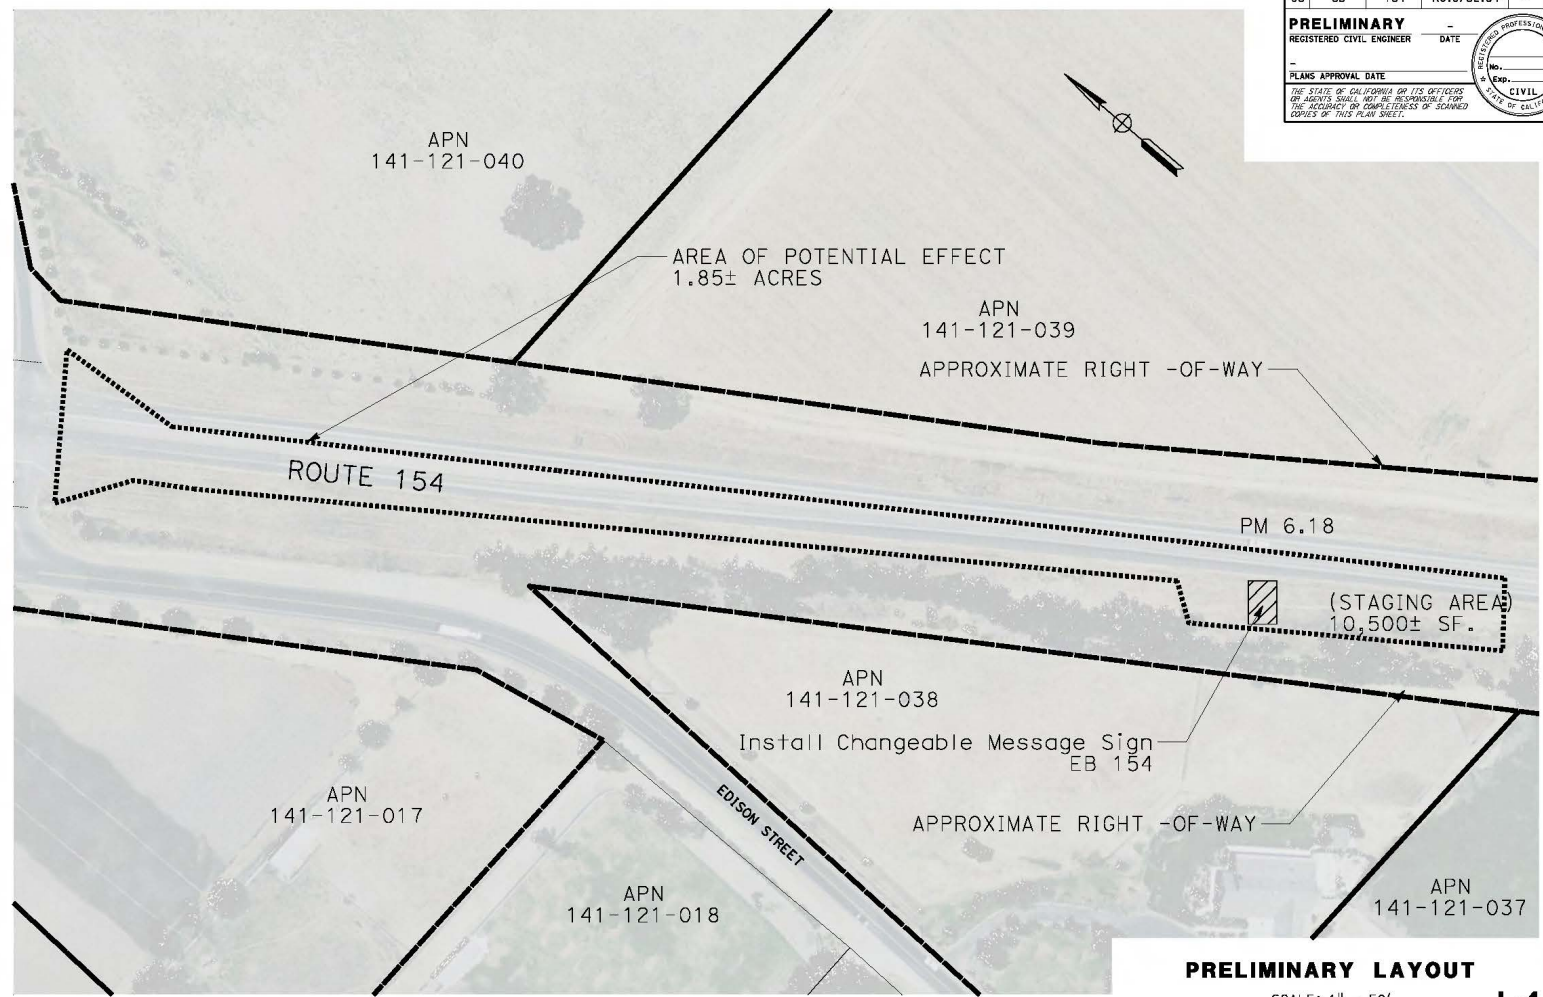 PRELIMINARY -
REGISTERED CIVIL ENGINEER DATE
-
PLANS APPROVAL DATE
THE STATE OF CALIFORNIA OR ITS OFFICERS
OR AGENTS SHALL NOT BE RESPONSIBLE FOR
THE ACCURACY OR COMPLETENESS OF SCANNED
COPIES OF THIS PLAN SHEET.
REGISTERED
No.
Exp.
CIVIL
STATE OF
APN
141-121-040
AREA OF POTENTIAL EFFECT
1.85± ACRES
APN
141-121-039
APPROXIMATE RIGHT -OF-WAY
ROUTE 154
PM 6.18
(STAGING AREA)
10,500± SF.
APN
141-121-038
Install Changeable Message Sign
EB 154
EDISON STREET
APN
141-121-017
APPROXIMATE RIGHT -OF-WAY
APN
141-121-018
APN
141-121-037
PRELIMINARY LAYOUT